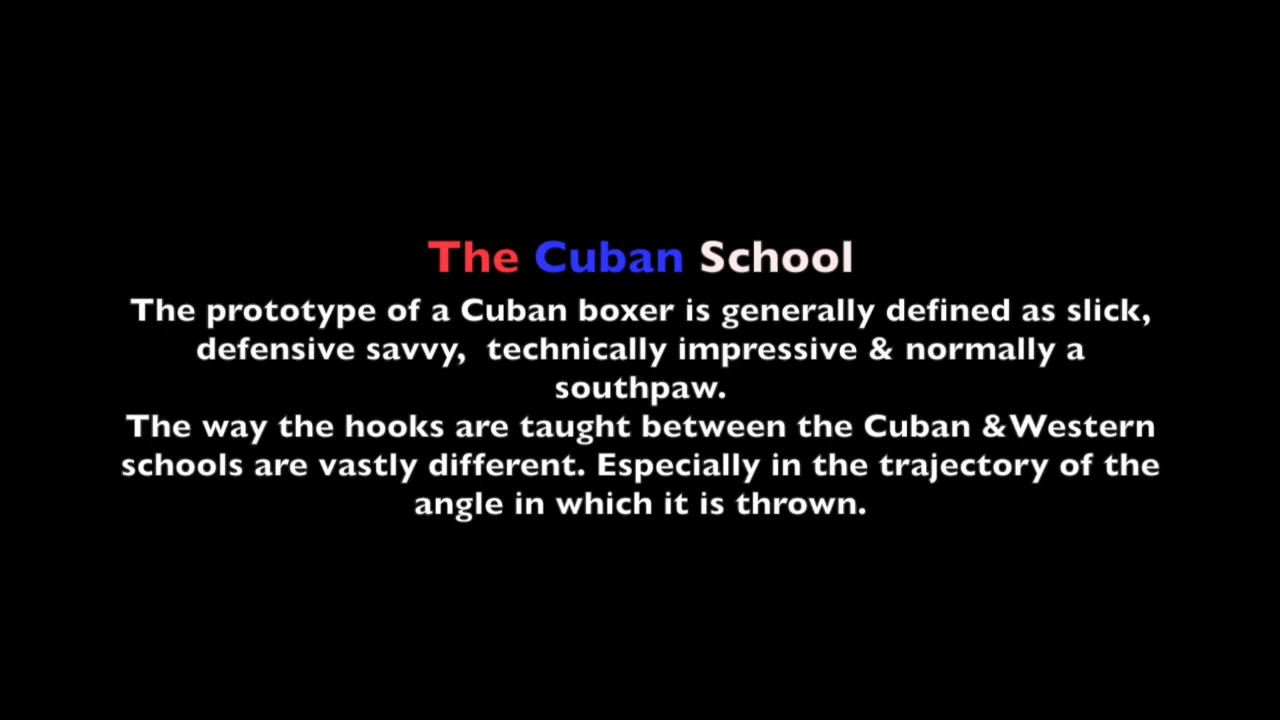 The Cuban School
The prototype of a Cuban boxer is generally defined as slick,
defensive savvy,  technically impressive & normally a
southpaw.
The way the hooks are taught between the Cuban &Western
schools are vastly different. Especially in the trajectory of the
angle in which it is thrown.